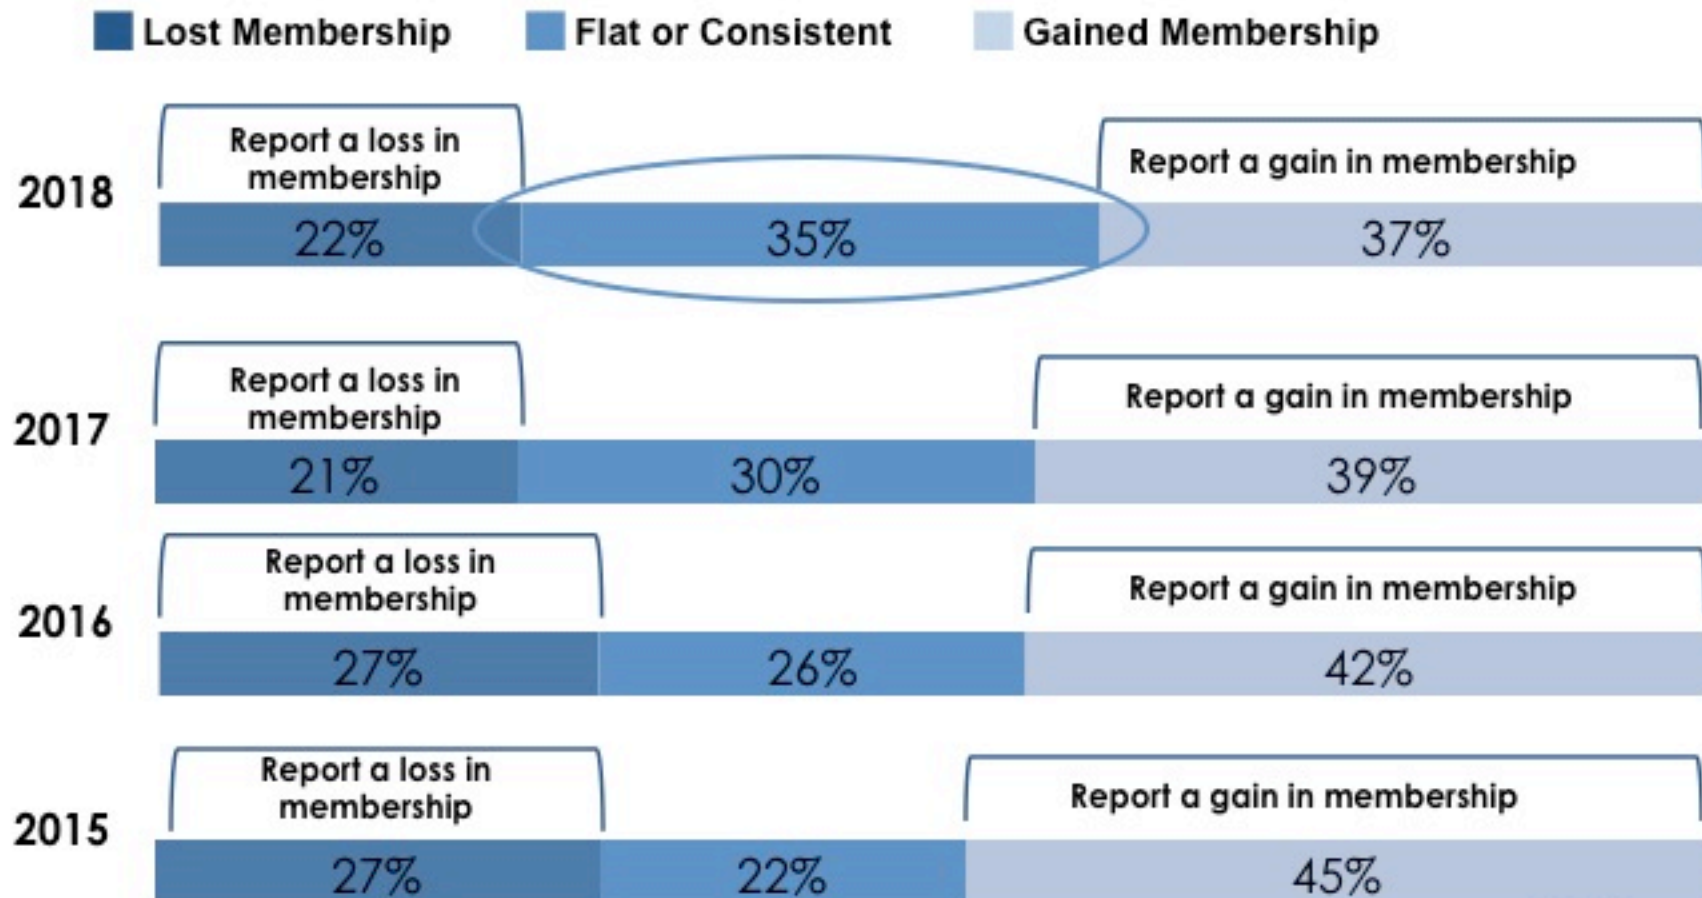 Lost Membership Flat or Consistent Gained Membership
2018
Report a loss in
membership
Report a gain in membership
22% 35% 37%
2017
Report a loss in
membership
Report a gain in membership
21% 30% 39%
2016
Report a loss in
membership
Report a gain in membership
27% 26% 42%
2015
Report a loss in
membership
Report a gain in membership
27% 22% 45%